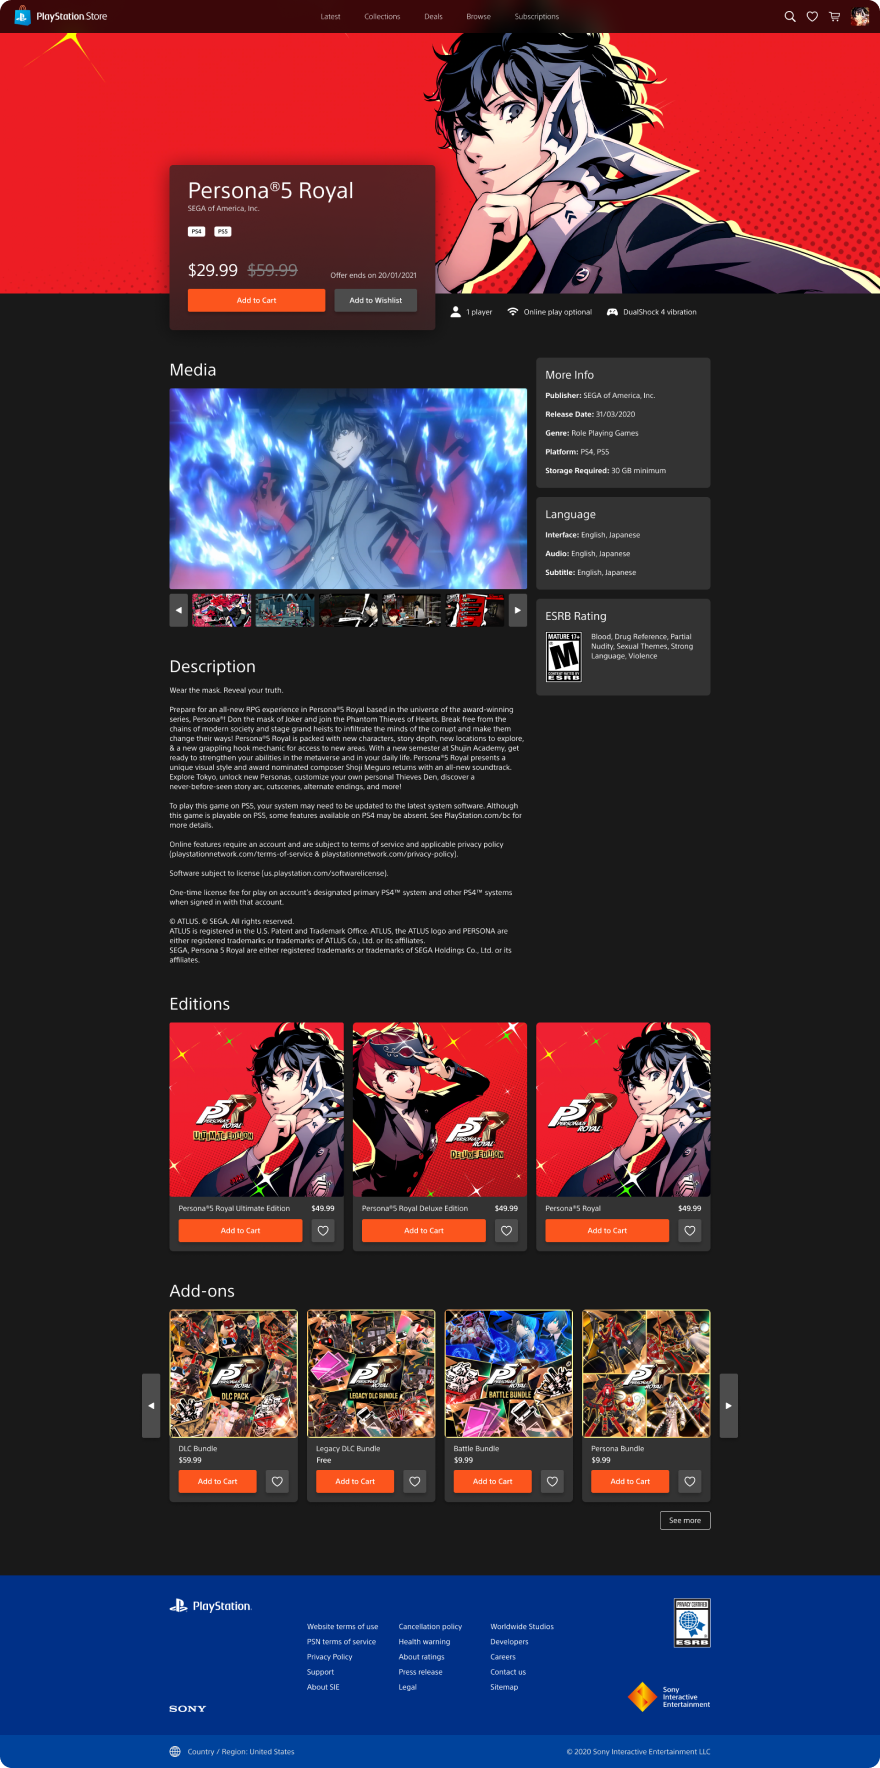 PlayStation Store
Latest
Collections
Deals
Browse
Subscriptions
Persona®5 Royal
SEGA of America, Inc.
PS4
PS5
$29.99 $59.99
Offer ends on 20/01/2021
Add to Cart
Add to Wishlist
1 player
Online play optional
DualShock 4 vibration
Media
More Info
Publisher: SEGA of America, Inc.
Release Date: 31/03/2020
Genre: Role Playing Games
Platform: PS4, PS5
Storage Required: 30 GB minimum
Language
Interface: English, Japanese
Audio: English, Japanese
Subtitle: English, Japanese
ESRB Rating
MATURE 17+
M
CONTENT RATED BY
ESRB
Blood, Drug Reference, Partial
Nudity, Sexual Themes, Strong
Language, Violence
Description
Wear the mask. Reveal your truth.
Prepare for an all-new RPG experience in Persona®5 Royal based in the universe of the award-winning
series, Persona®! Don the mask of Joker and join the Phantom Thieves of Hearts. Break free from the
chains of modern society and stage grand heists to infiltrate the minds of the corrupt and make them
change their ways! Persona®5 Royal is packed with new characters, story depth, new locations to explore,
& a new grappling hook mechanic for access to new areas. With a new semester at Shujin Academy, get
ready to strengthen your abilities in the metaverse and in your daily life. Persona®5 Royal presents a
unique visual style and award nominated composer Shoji Meguro returns with an all-new soundtrack.
Explore Tokyo, unlock new Personas, customize your own personal Thieves Den, discover a
never-before-seen story arc, cutscenes, alternate endings, and more!
To play this game on PS5, your system may need to be updated to the latest system software. Although
this game is playable on PS5, some features available on PS4 may be absent. See PlayStation.com/bc for
more details.
Online features require an account and are subject to terms of service and applicable privacy policy
(playstationnetwork.com/terms-of-service & playstationnetwork.com/privacy-policy).
Software subject to license (us.playstation.com/softwarelicense).
One-time license fee for play on account's designated primary PS4™ system and other PS4™ systems
when signed in with that account.
© ATLUS. © SEGA. All rights reserved.
ATLUS is registered in the U.S. Patent and Trademark Office. ATLUS, the ATLUS logo and PERSONA are
either registered trademarks or trademarks of ATLUS Co., Ltd. or its affiliates.
SEGA, Persona 5 Royal are either registered trademarks or trademarks of SEGA Holdings Co., Ltd. or its
affiliates.
Editions
P5R
PERSONA5
ROYAL
ULTIMATE EDITION
Persona®5 Royal Ultimate Edition
$49.99
Add to Cart
P5R
PERSONA5
ROYAL
DELUXE EDITION
Persona®5 Royal Deluxe Edition
$49.99
Add to Cart
P5R
PERSONA5
ROYAL
Persona®5 Royal
$49.99
Add to Cart
Add-ons
P5R
PERSONA5
ROYAL
DLC PACK
DLC Bundle
$59.99
Add to Cart
P5R
PERSONA5
ROYAL
LEGACY DLC BUNDLE
Legacy DLC Bundle
Free
Add to Cart
P5R
PERSONA5
ROYAL
BATTLE BUNDLE
Battle Bundle
$9.99
Add to Cart
P5R
PERSONA5
ROYAL
Persona Bundle
$9.99
Add to Cart
See more
PlayStation
Website terms of use
PSN terms of service
Privacy Policy
Support
About SIE
Cancellation policy
Health warning
About ratings
Press release
Legal
Worldwide Studios
Developers
Careers
Contact us
Sitemap
PRIVACY CERTIFIED
ESRB
SONY
Sony
Interactive
Entertainment
Country / Region: United States
© 2020 Sony Interactive Entertainment LLC